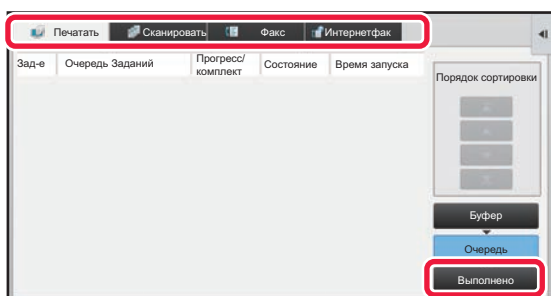 Печатать Сканировать Факс Интернетфак
Зад-е Очередь Заданий Прогресс/комплект Состояние Время запуска
Порядок сортировки
Буфер
Очередь
Выполнено